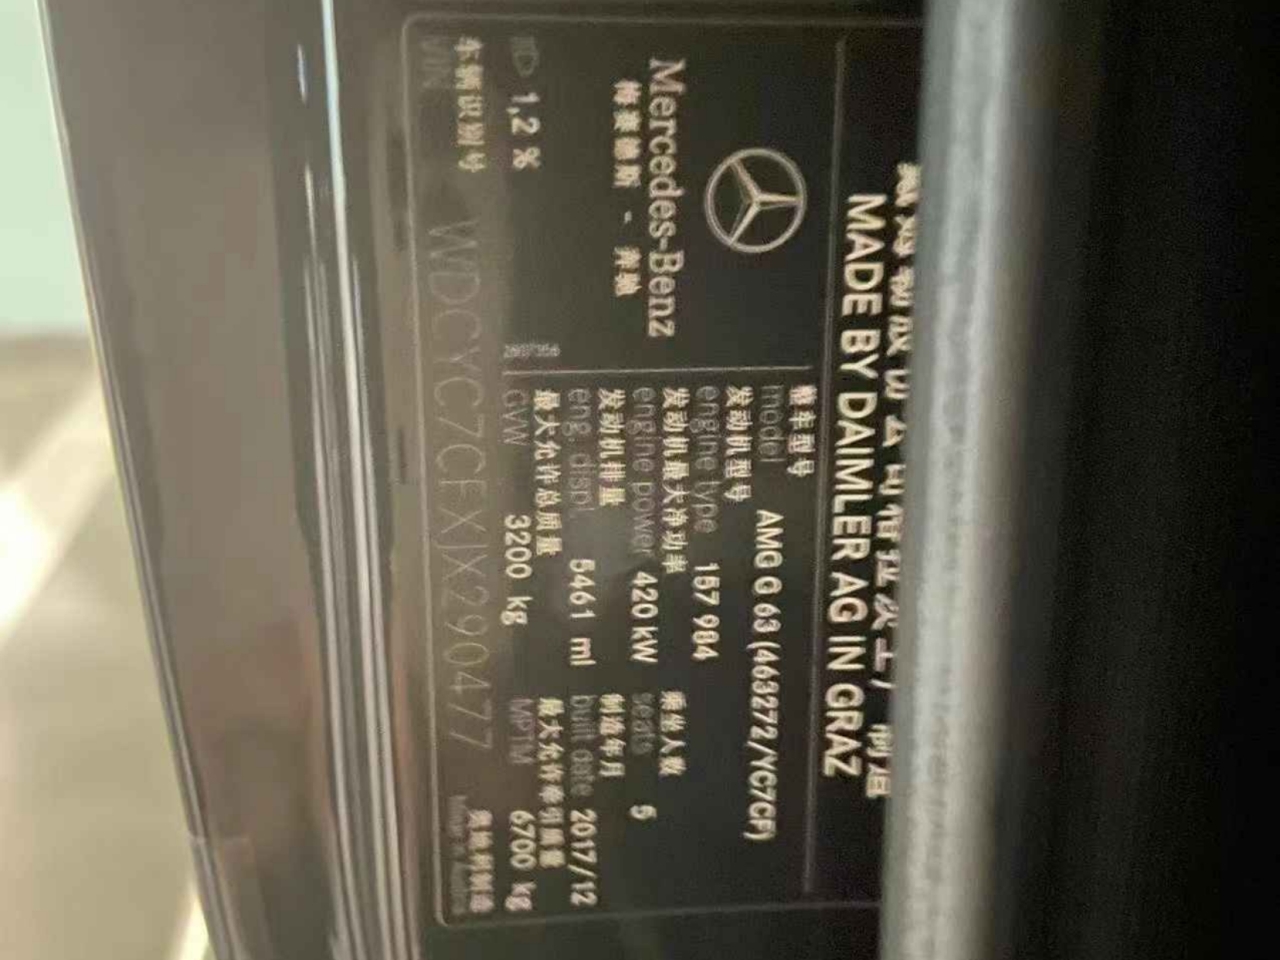 MADE BY DAIMLER AG IN GRAZ
Mercedes-Benz
梅赛德斯 - 奔驰
整车型号
model AMG G 63 (463272/YC7CF)
发动机型号
engine type 157 984
发动机最大净功率
engine power 420 kW
乘坐人数
seats 5
发动机排量
eng. displ. 5461 ml
制造年月
built date 2017/12
最大允许总质量
GVW 3200 kg
最大允许牵引质量
MPTM 6700 kg
1,2 %
车辆识别号
VIN WDCYC7CFXJX290477
奥地利制造